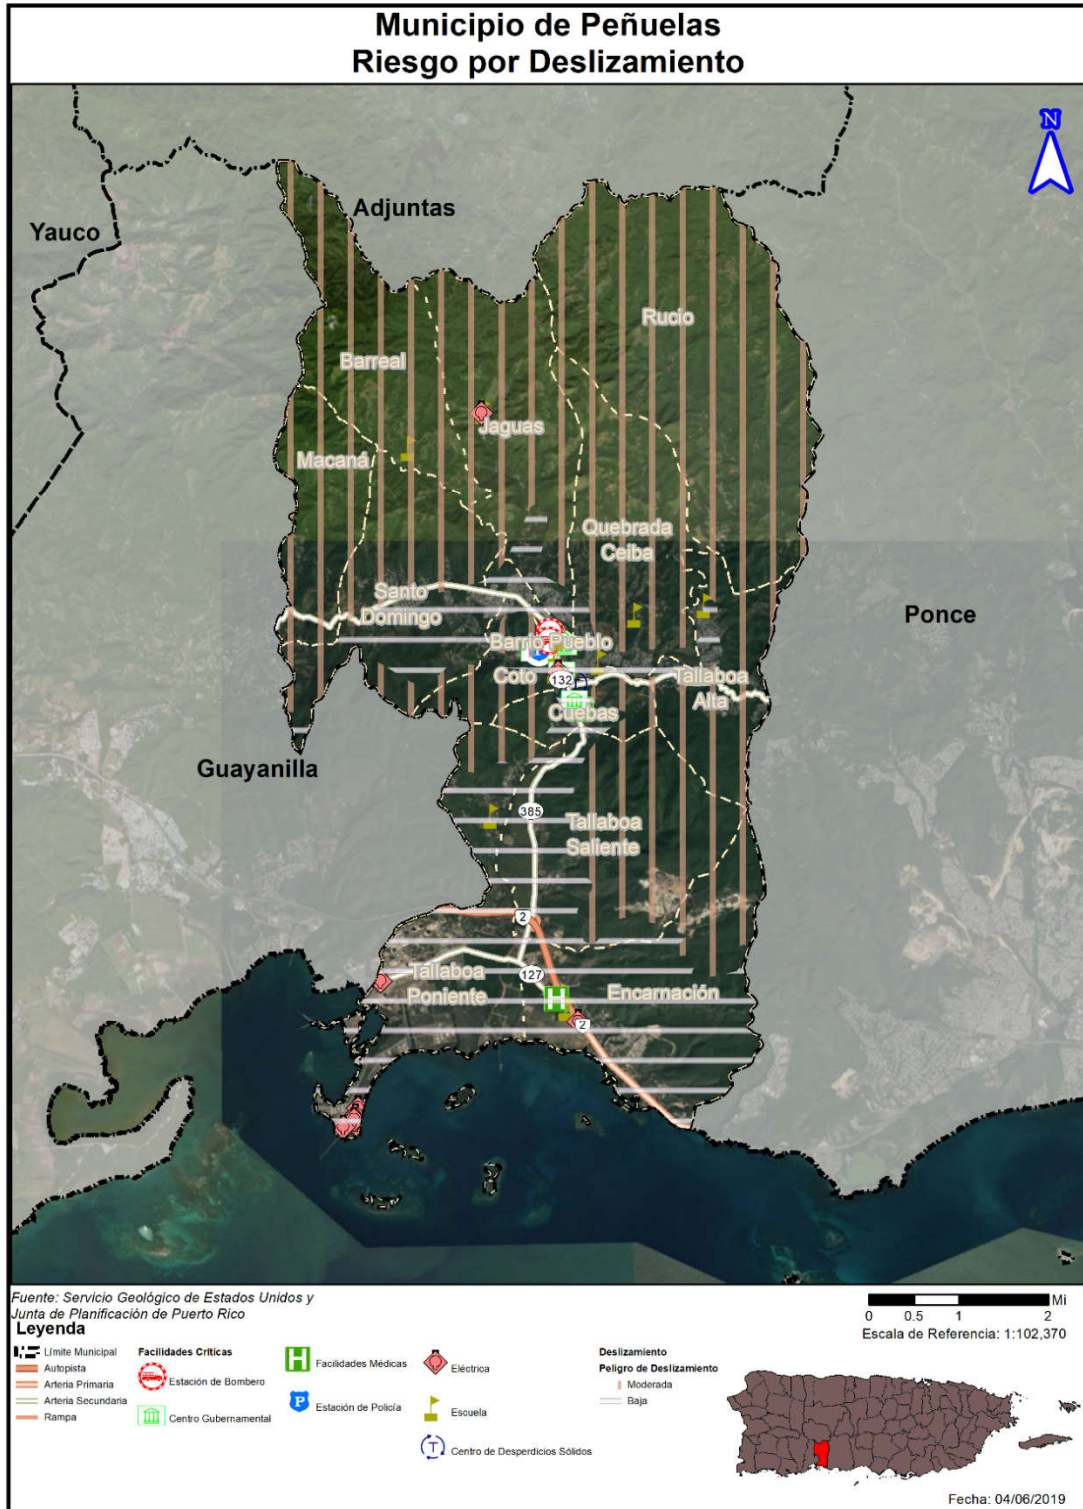 Municipio de Peñuelas
Riesgo por Deslizamiento
N
Adjuntas
Yauco
Rucio
Barreal
Jaguas
Macaná
Quebrada
Ceiba
Santo
Domingo
Ponce
Barrio Pueblo
Coto
132
Tallaboa
Alta
Cuebas
Guayanilla
385
Tallaboa
Saliente
2
Tallaboa
Poniente
127
H
Encarnación
2
Fuente: Servicio Geológico de Estados Unidos y
Junta de Planificación de Puerto Rico
0 0.5 1 2 Mi
Escala de Referencia: 1:102,370
Leyenda
Límite Municipal
Autopista
Arteria Primaria
Arteria Secundaria
Rampa
Facilidades Críticas
Estación de Bombero
Centro Gubernamental
H Facilidades Médicas
P Estación de Policía
Eléctrica
Escuela
T Centro de Desperdicios Sólidos
Deslizamiento
Peligro de Deslizamiento
Moderada
Baja
Fecha: 04/06/2019